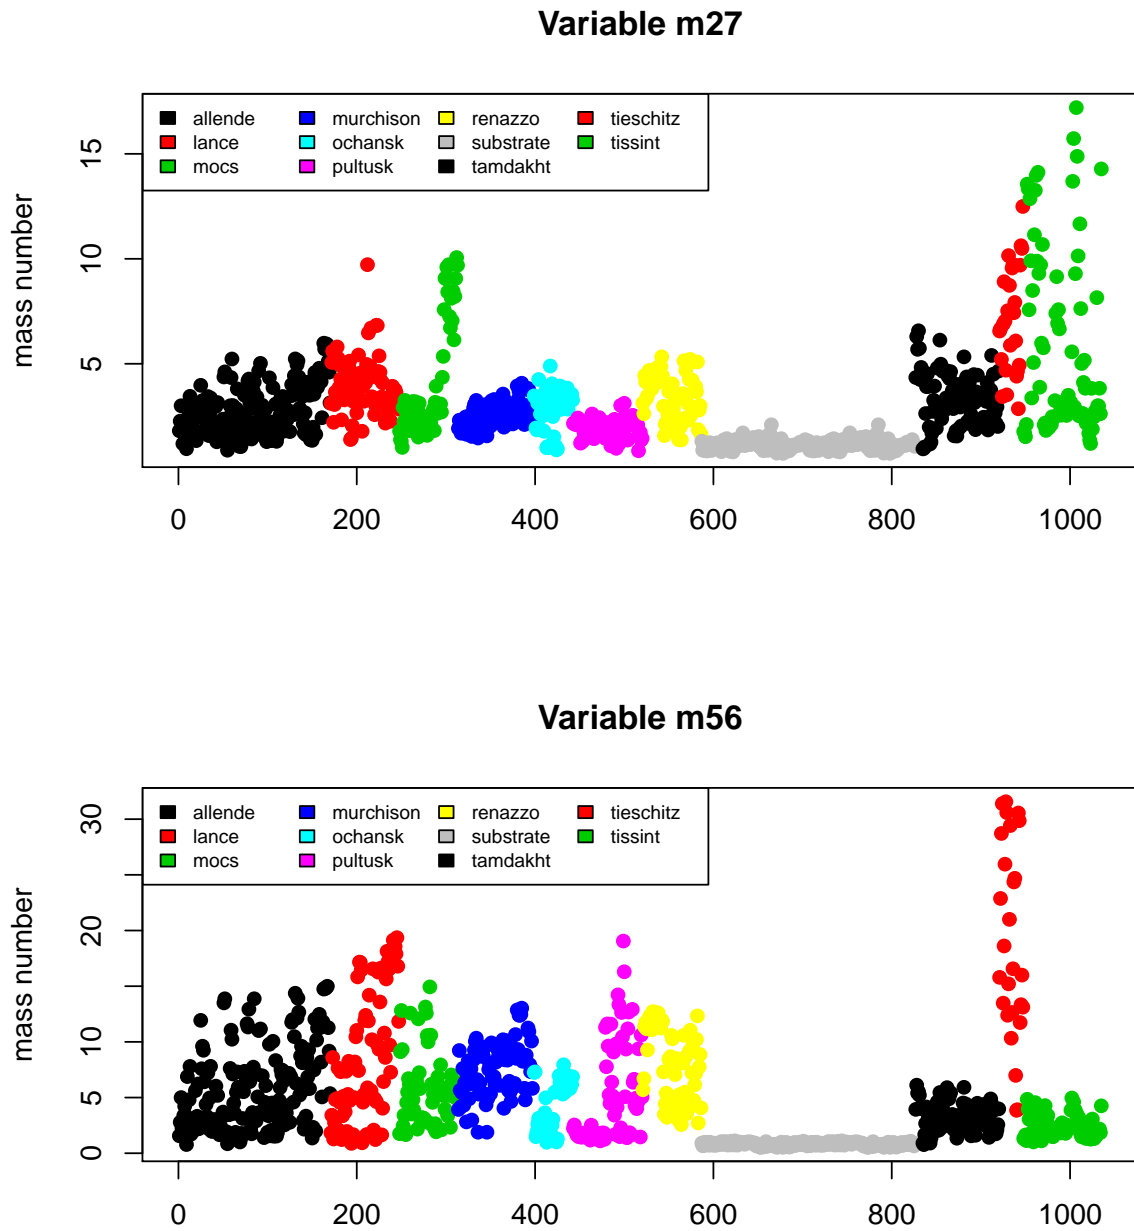 Variable m27
allende murchison renazzo tieschitz
lance ochansk substrate tissint
mocs pultusk tamdakht
mass number
15
10
5
0 200 400 600 800 1000
Variable m56
allende murchison renazzo tieschitz
lance ochansk substrate tissint
mocs pultusk tamdakht
mass number
30
20
10
5
0
0 200 400 600 800 1000